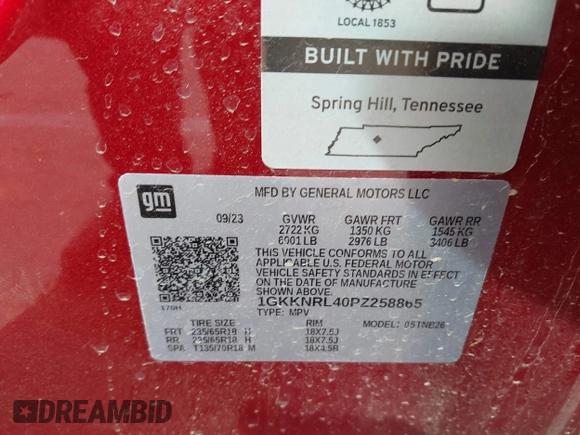 LOCAL 1853
BUILT WITH PRIDE
Spring Hill, Tennessee
gm
MFD BY GENERAL MOTORS LLC
09/23 GVWR GAWR FRT GAWR RR
2722 KG 1350 KG 1545 KG
6001 LB 2976 LB 3406 LB
THIS VEHICLE CONFORMS TO ALL
APPLICABLE U.S. FEDERAL MOTOR
VEHICLE SAFETY STANDARDS IN EFFECT
ON THE DATE OF MANUFACTURE
SHOWN ABOVE.
1GKKNRL40PZ258865
TYPE: MPV MODEL: 05TNB26
170H
TIRE SIZE RIM
FRT 235/65R18 H 18X7.5J
RR 235/65R18 H 18X7.5J
SPA T135/70R18 M 18X4.5B
DREAMBID